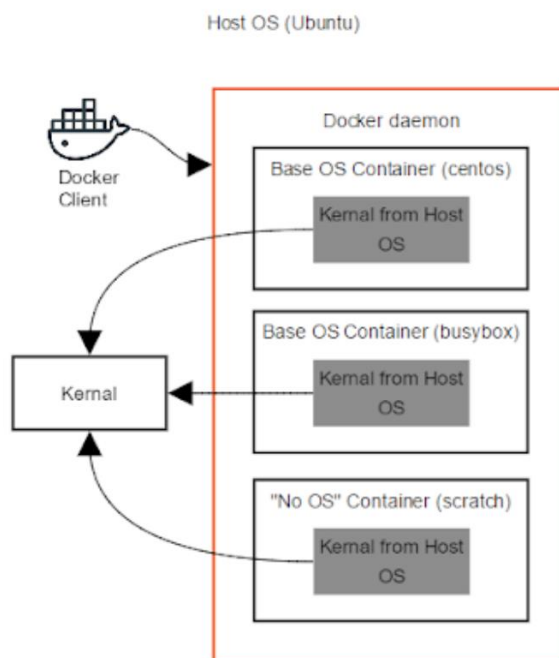 Host OS (Ubuntu)
Docker daemon
Docker
Client
Base OS Container (centos)
Kernal from Host
OS
Base OS Container (busybox)
Kernal from Host
OS
Kernal
"No OS" Container (scratch)
Kernal from Host
OS